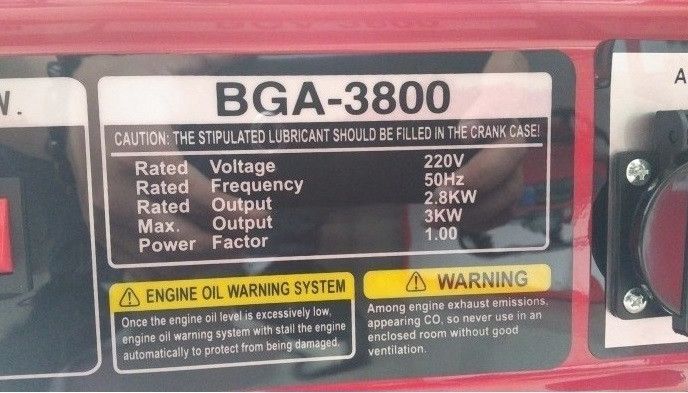 W.
BGA-3800
A
CAUTION: THE STIPULATED LUBRICANT SHOULD BE FILLED IN THE CRANK CASE!
Rated Voltage 220V
Rated Frequency 50Hz
Rated Output 2.8KW
Max. Output 3KW
Power Factor 1.00
ENGINE OIL WARNING SYSTEM
Once the engine oil level is excessively low,
engine oil warning system with stall the engine
automatically to protect from being damaged.
WARNING
Among engine exhaust emissions,
appearing CO, so never use in an
enclosed room without good
ventilation.